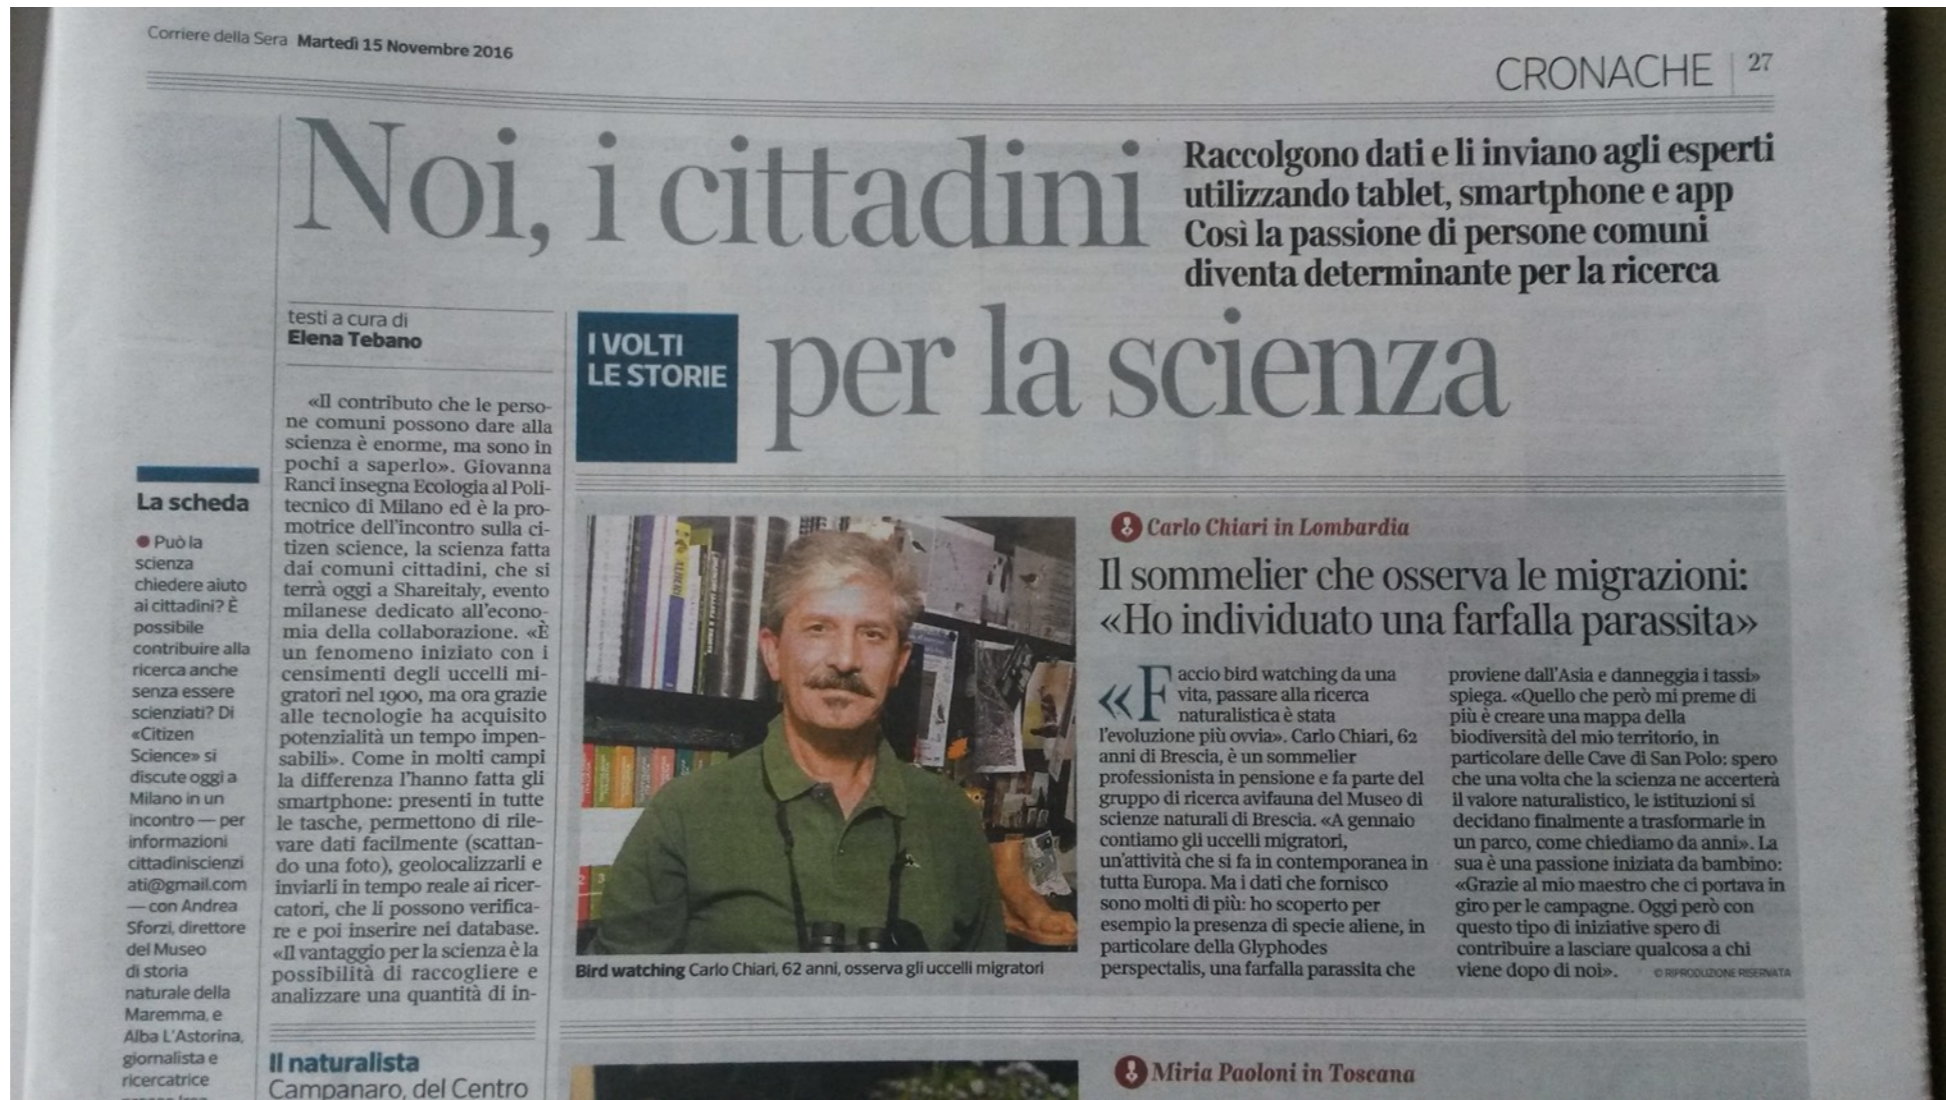 Corriere della Sera Martedì 15 Novembre 2016
CRONACHE | 27
Noi, i cittadini
per la scienza
Raccolgono dati e li inviano agli esperti
utilizzando tablet, smartphone e app
Così la passione di persone comuni
diventa determinante per la ricerca
testi a cura di
Elena Tebano
I VOLTI
LE STORIE
La scheda
● Può la
scienza
chiedere aiuto
ai cittadini? È
possibile
contribuire alla
ricerca anche
senza essere
scienziati? Di
«Citizen
Science» si
discute oggi a
Milano in un
incontro — per
informazioni
cittadiniscienzi
ati@gmail.com
— con Andrea
Sforzi, direttore
del Museo
di storia
naturale della
Maremma, e
Alba L'Astorina,
giornalista e
ricercatrice
«Il contributo che le perso-
ne comuni possono dare alla
scienza è enorme, ma sono in
pochi a saperlo». Giovanna
Ranci insegna Ecologia al Poli-
tecnico di Milano ed è la pro-
motrice dell'incontro sulla ci-
tizen science, la scienza fatta
dai comuni cittadini, che si
terrà oggi a Shareitaly, evento
milanese dedicato all'econo-
mia della collaborazione. «È
un fenomeno iniziato con i
censimenti degli uccelli mi-
gratori nel 1900, ma ora grazie
alle tecnologie ha acquisito
potenzialità un tempo impen-
sabili». Come in molti campi
la differenza l'hanno fatta gli
smartphone: presenti in tutte
le tasche, permettono di rile-
vare dati facilmente (scattan-
do una foto), geolocalizzarli e
inviarli in tempo reale ai ricer-
catori, che li possono verifica-
re e poi inserire nei database.
«Il vantaggio per la scienza è la
possibilità di raccogliere e
analizzare una quantità di in-
Il naturalista
Campanaro, del Centro
Bird watching Carlo Chiari, 62 anni, osserva gli uccelli migratori
Carlo Chiari in Lombardia
Il sommelier che osserva le migrazioni:
«Ho individuato una farfalla parassita»
«Faccio bird watching da una
vita, passare alla ricerca
naturalistica è stata
l'evoluzione più ovvia». Carlo Chiari, 62
anni di Brescia, è un sommelier
professionista in pensione e fa parte del
gruppo di ricerca avifauna del Museo di
scienze naturali di Brescia. «A gennaio
contiamo gli uccelli migratori,
un'attività che si fa in contemporanea in
tutta Europa. Ma i dati che fornisco
sono molti di più: ho scoperto per
esempio la presenza di specie aliene, in
particolare della Glyphodes
perspectalis, una farfalla parassita che
proviene dall'Asia e danneggia i tassi»
spiega. «Quello che però mi preme di
più è creare una mappa della
biodiversità del mio territorio, in
particolare delle Cave di San Polo: spero
che una volta che la scienza ne accerterà
il valore naturalistico, le istituzioni si
decidano finalmente a trasformarle in
un parco, come chiediamo da anni». La
sua è una passione iniziata da bambino:
«Grazie al mio maestro che ci portava in
giro per le campagne. Oggi però con
questo tipo di iniziative spero di
contribuire a lasciare qualcosa a chi
viene dopo di noi».
© RIPRODUZIONE RISERVATA
Miria Paoloni in Toscana